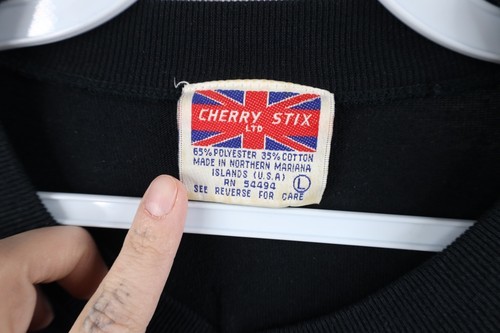 CHERRY STIX
LTD
65% POLYESTER 35% COTTON
MADE IN NORTHERN MARIANA
ISLANDS (U.S.A)
RN 54494
L
SEE REVERSE FOR CARE